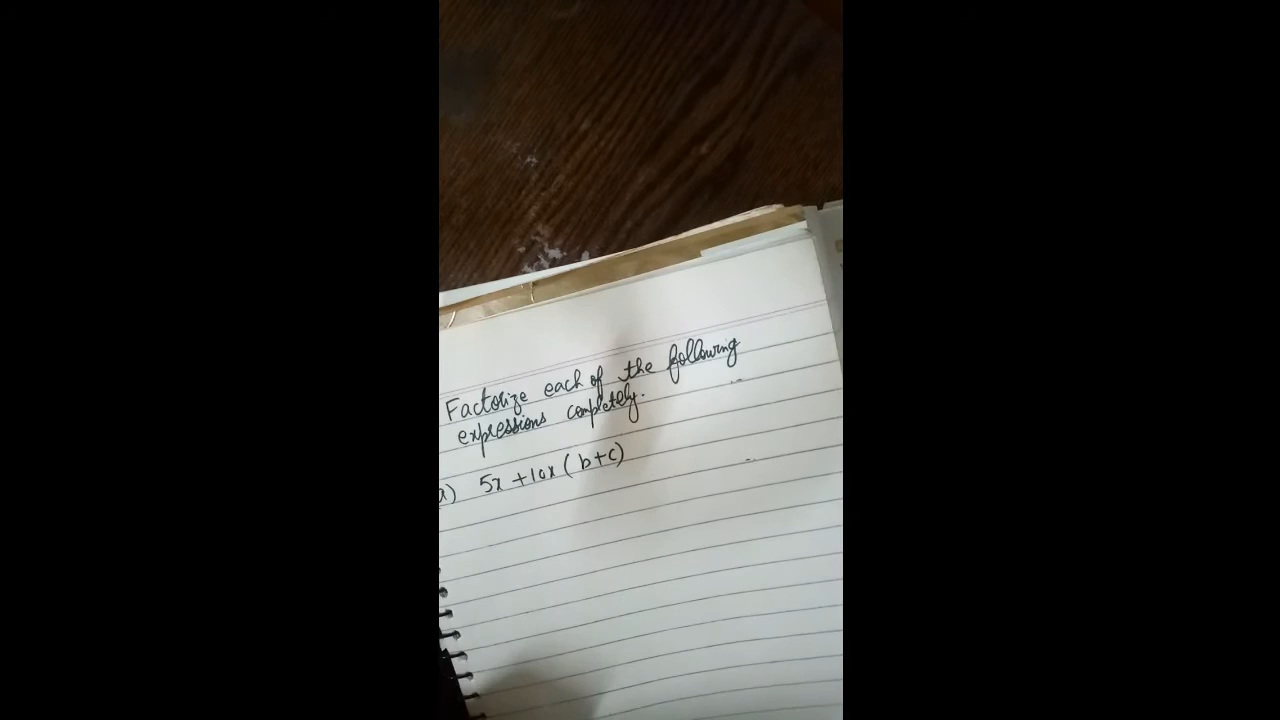 Factorize each of the following
expressions completely.
a) 5x +10x ( b+c)